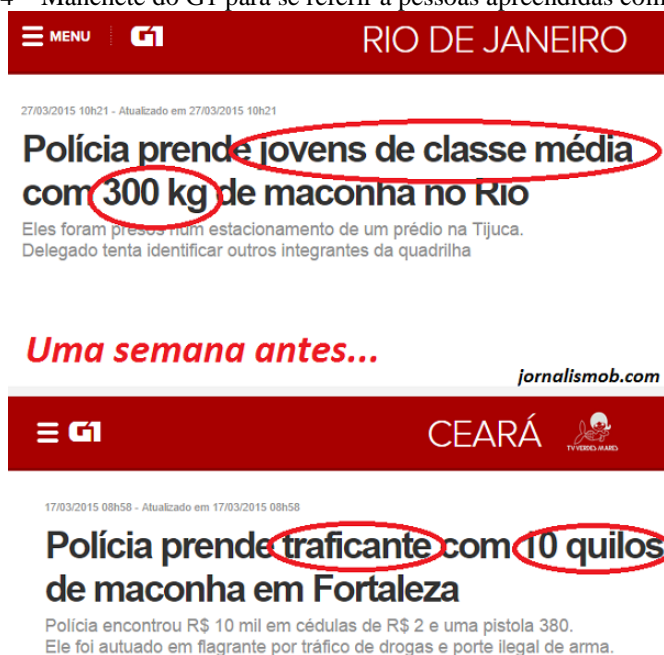 4 – Manchete do G1 para se referir à pessoas apreendidas com
MENU G1 RIO DE JANEIRO
27/03/2015 10h21 - Atualizado em 27/03/2015 10h21
Polícia prende jovens de classe média
com 300 kg de maconha no Rio
Eles foram presos num estacionamento de um prédio na Tijuca.
Delegado tenta identificar outros integrantes da quadrilha
Uma semana antes...
jornalismob.com
G1 CEARÁ TV VERDES MARES
17/03/2015 08h58 - Atualizado em 17/03/2015 08h58
Polícia prende traficante com 10 quilos
de maconha em Fortaleza
Polícia encontrou R$ 10 mil em cédulas de R$ 2 e uma pistola 380.
Ele foi autuado em flagrante por tráfico de drogas e porte ilegal de arma.